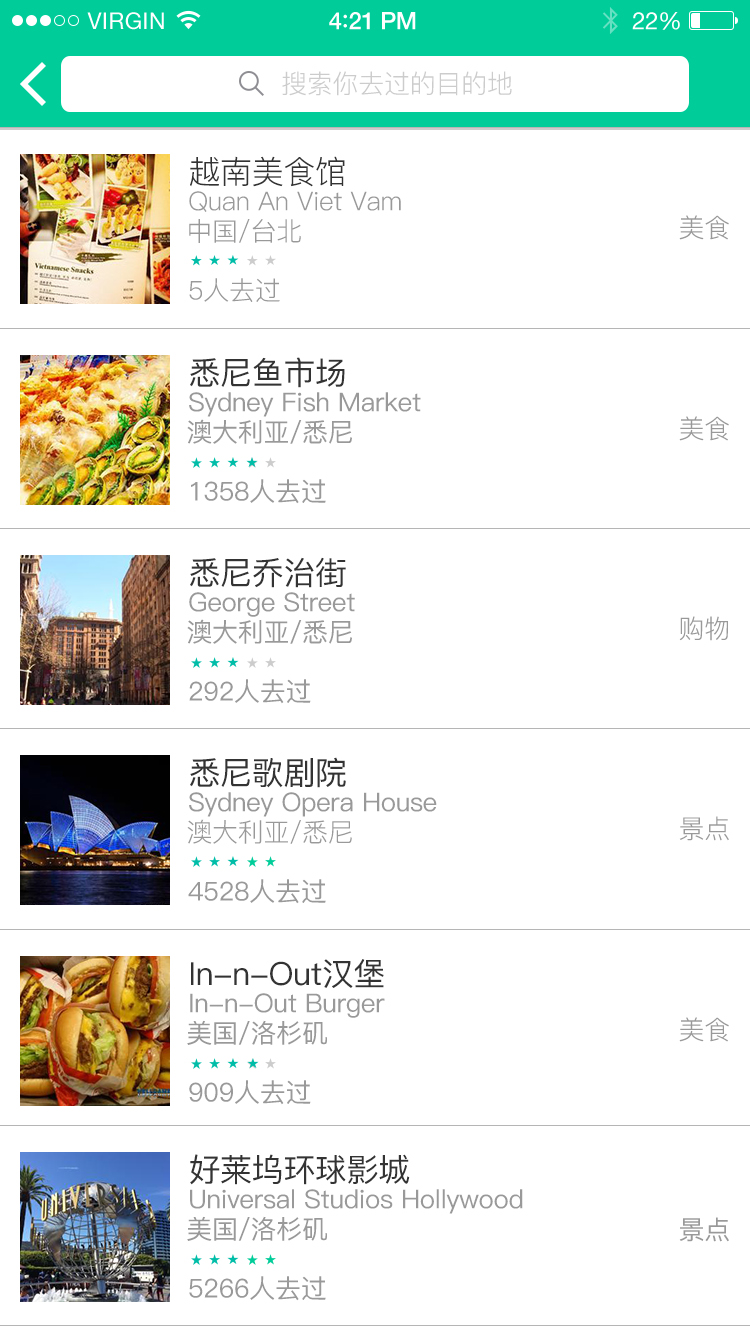 VIRGIN 4:21 PM 22%
搜索你去过的目的地
越南美食馆
Quan An Viet Vam
中国/台北
美食
5人去过
Vietnamese Snacks
悉尼鱼市场
Sydney Fish Market
澳大利亚/悉尼
美食
1358人去过
悉尼乔治街
George Street
澳大利亚/悉尼
购物
292人去过
悉尼歌剧院
Sydney Opera House
澳大利亚/悉尼
景点
4528人去过
In-n-Out汉堡
In-n-Out Burger
美国/洛杉矶
美食
909人去过
好莱坞环球影城
Universal Studios Hollywood
美国/洛杉矶
景点
5266人去过
UNIVERSAL